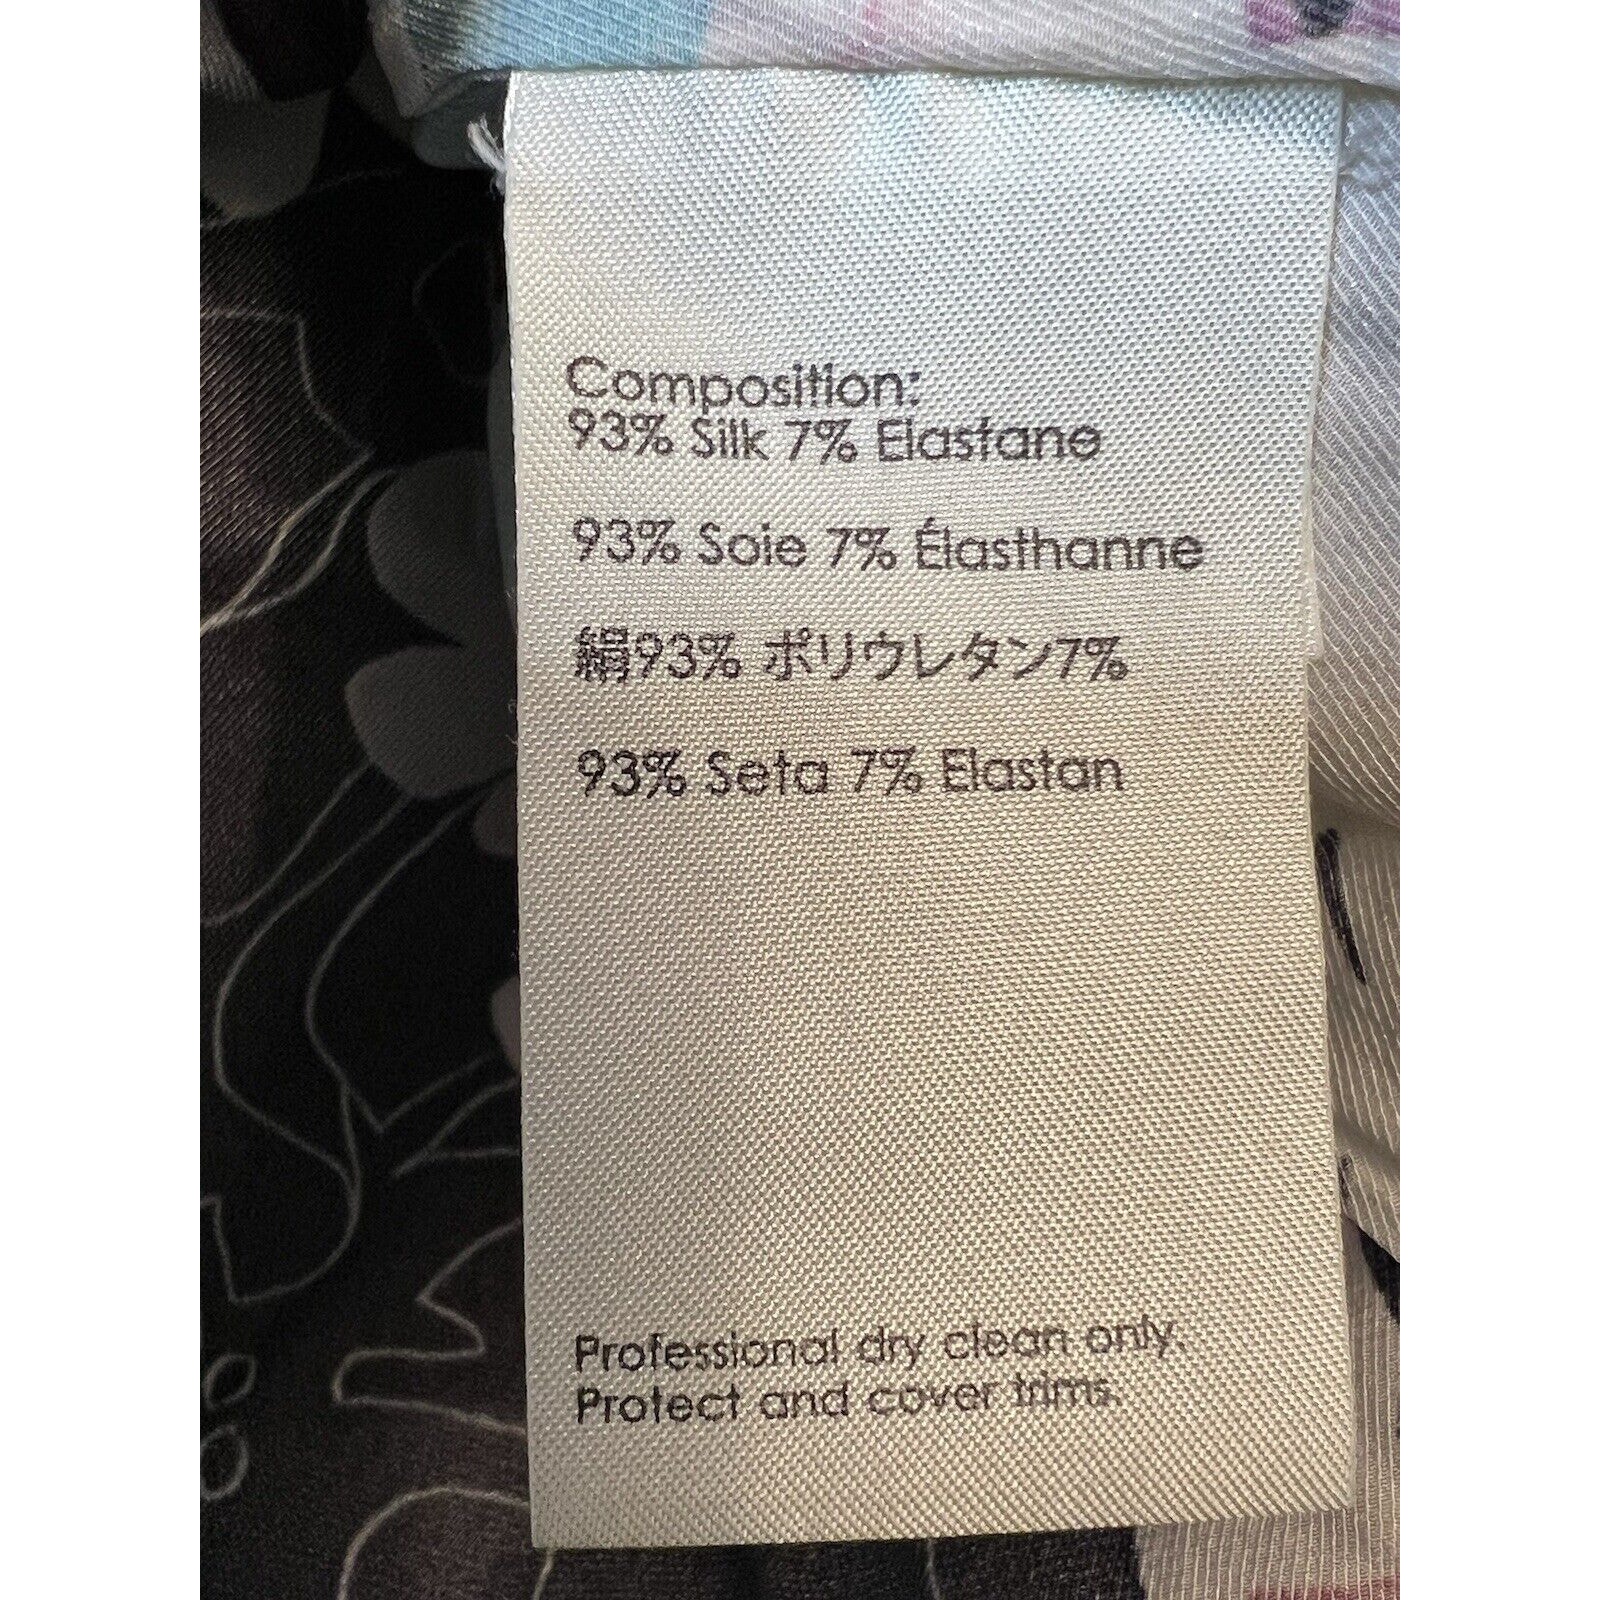 Composition:
93% Silk 7% Elastane
93% Soie 7% Élasthanne
絹93% ポリウレタン7%
93% Seta 7% Elastan
Professional dry clean only.
Protect and cover trims.